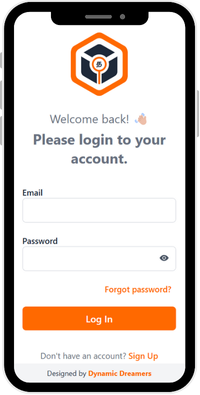 Welcome back! 👋🏻
Please login to your
account.
Email
Password
Forgot password?
Log In
Don't have an account? Sign Up
Designed by Dynamic Dreamers